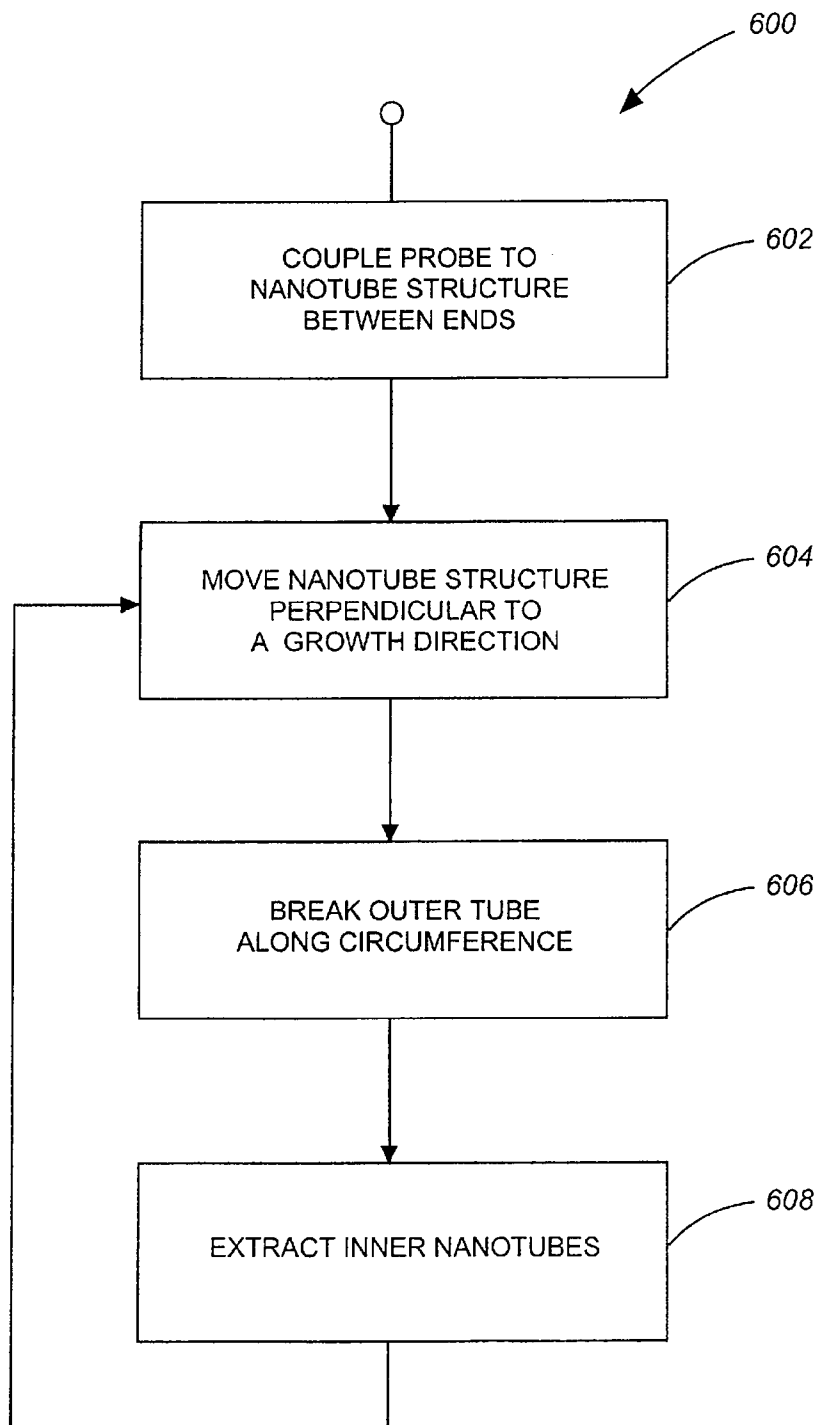 600
COUPLE PROBE TO
NANOTUBE STRUCTURE
BETWEEN ENDS
602
MOVE NANOTUBE STRUCTURE
PERPENDICULAR TO
A GROWTH DIRECTION
604
BREAK OUTER TUBE
ALONG CIRCUMFERENCE
606
EXTRACT INNER NANOTUBES
608